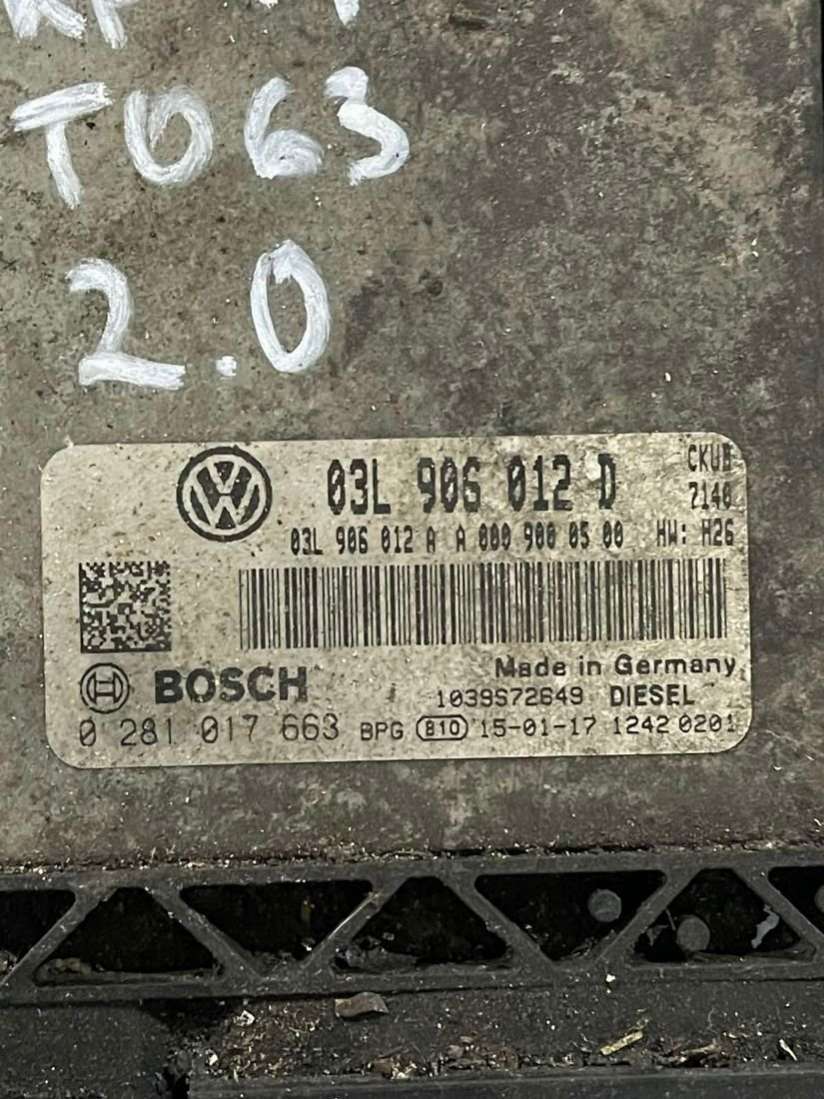 T063
2.0
03L 906 012 D
CKUB
7140
03L 906 012 A A 000 900 05 00 HW: H26
BOSCH
Made in Germany
1039S72649 DIESEL
0 281 017 663 BPG B10 15-01-17 1242 0201